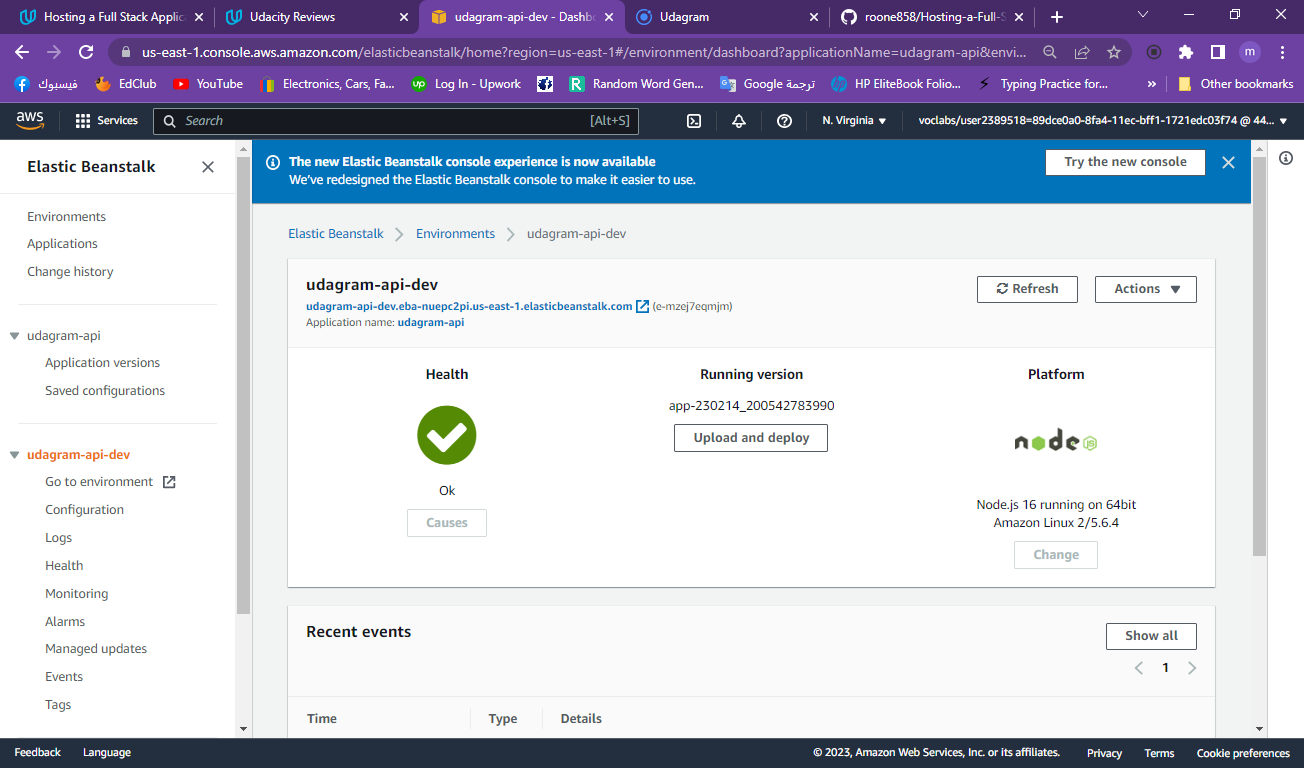 Hosting a Full Stack Applica
Udacity Reviews
udagram-api-dev - Dashbo
Udagram
roone858/Hosting-a-Full-S
us-east-1.console.aws.amazon.com/elasticbeanstalk/home?region=us-east-1#/environment/dashboard?applicationName=udagram-api&envi...
m
فيسبوك
EdClub
YouTube
Electronics, Cars, Fa...
up
Log In - Upwork
R
Random Word Gen...
ترجمة Google
HP EliteBook Folio...
Typing Practice for...
»
Other bookmarks
aws
Services
Search
[Alt+S]
N. Virginia
voclabs/user2389518=89dce0a0-8fa4-11ec-bff1-1721edc03f74 @ 44...
Elastic Beanstalk
Environments
Applications
Change history
udagram-api
Application versions
Saved configurations
udagram-api-dev
Go to environment
Configuration
Logs
Health
Monitoring
Alarms
Managed updates
Events
Tags
The new Elastic Beanstalk console experience is now available
We've redesigned the Elastic Beanstalk console to make it easier to use.
Try the new console
Elastic Beanstalk
Environments
udagram-api-dev
udagram-api-dev
udagram-api-dev.eba-nuepc2pi.us-east-1.elasticbeanstalk.com (e-mzej7eqmjm)
Application name: udagram-api
Refresh
Actions
Health
Ok
Causes
Running version
app-230214_200542783990
Upload and deploy
Platform
node JS
Node.js 16 running on 64bit
Amazon Linux 2/5.6.4
Change
Recent events
Show all
1
Time
Type
Details
Feedback
Language
© 2023, Amazon Web Services, Inc. or its affiliates.
Privacy
Terms
Cookie preferences